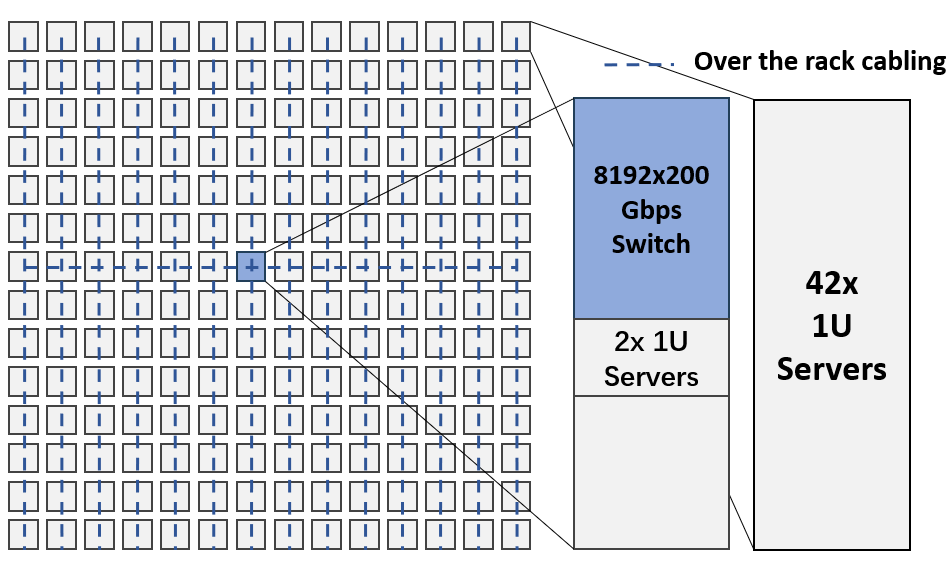 Over the rack cabling
8192x200
Gbps
Switch
2x 1U
Servers
42x
1U
Servers